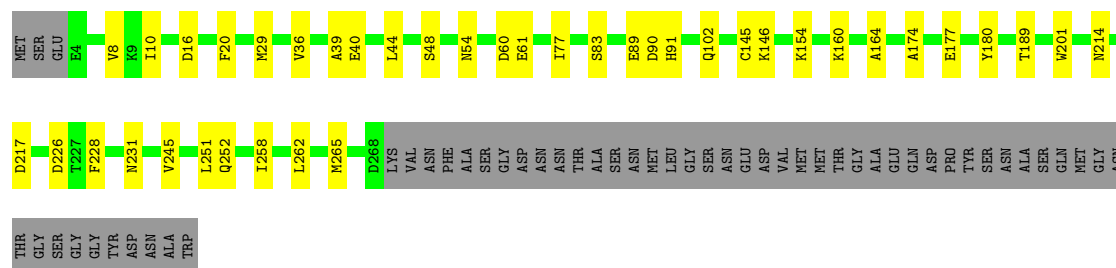 MET SER GLU E4 V8 K9 I10 D16 F20 M29 V36 A39 E40 L44 S48 N54 D60 E61 I77 S83 E89 D90 H91 Q102 C145 K146 K154 K160 A164 A174 E177 Y180 T189 W201 N214
D217 D226 T227 F228 N231 V245 L251 Q252 I258 L262 M265 D268 LYS VAL ASN PHE ALA SER GLY ASP ASN ASN THR ALA SER ASN MET LEU GLY SER ASN GLU ASP VAL MET MET THR GLY ALA GLU GLN ASP PRO TYR SER ASN ALA SER GLN MET GLY
THR GLY SER GLY GLY TYR ASP ASN ALA TRP